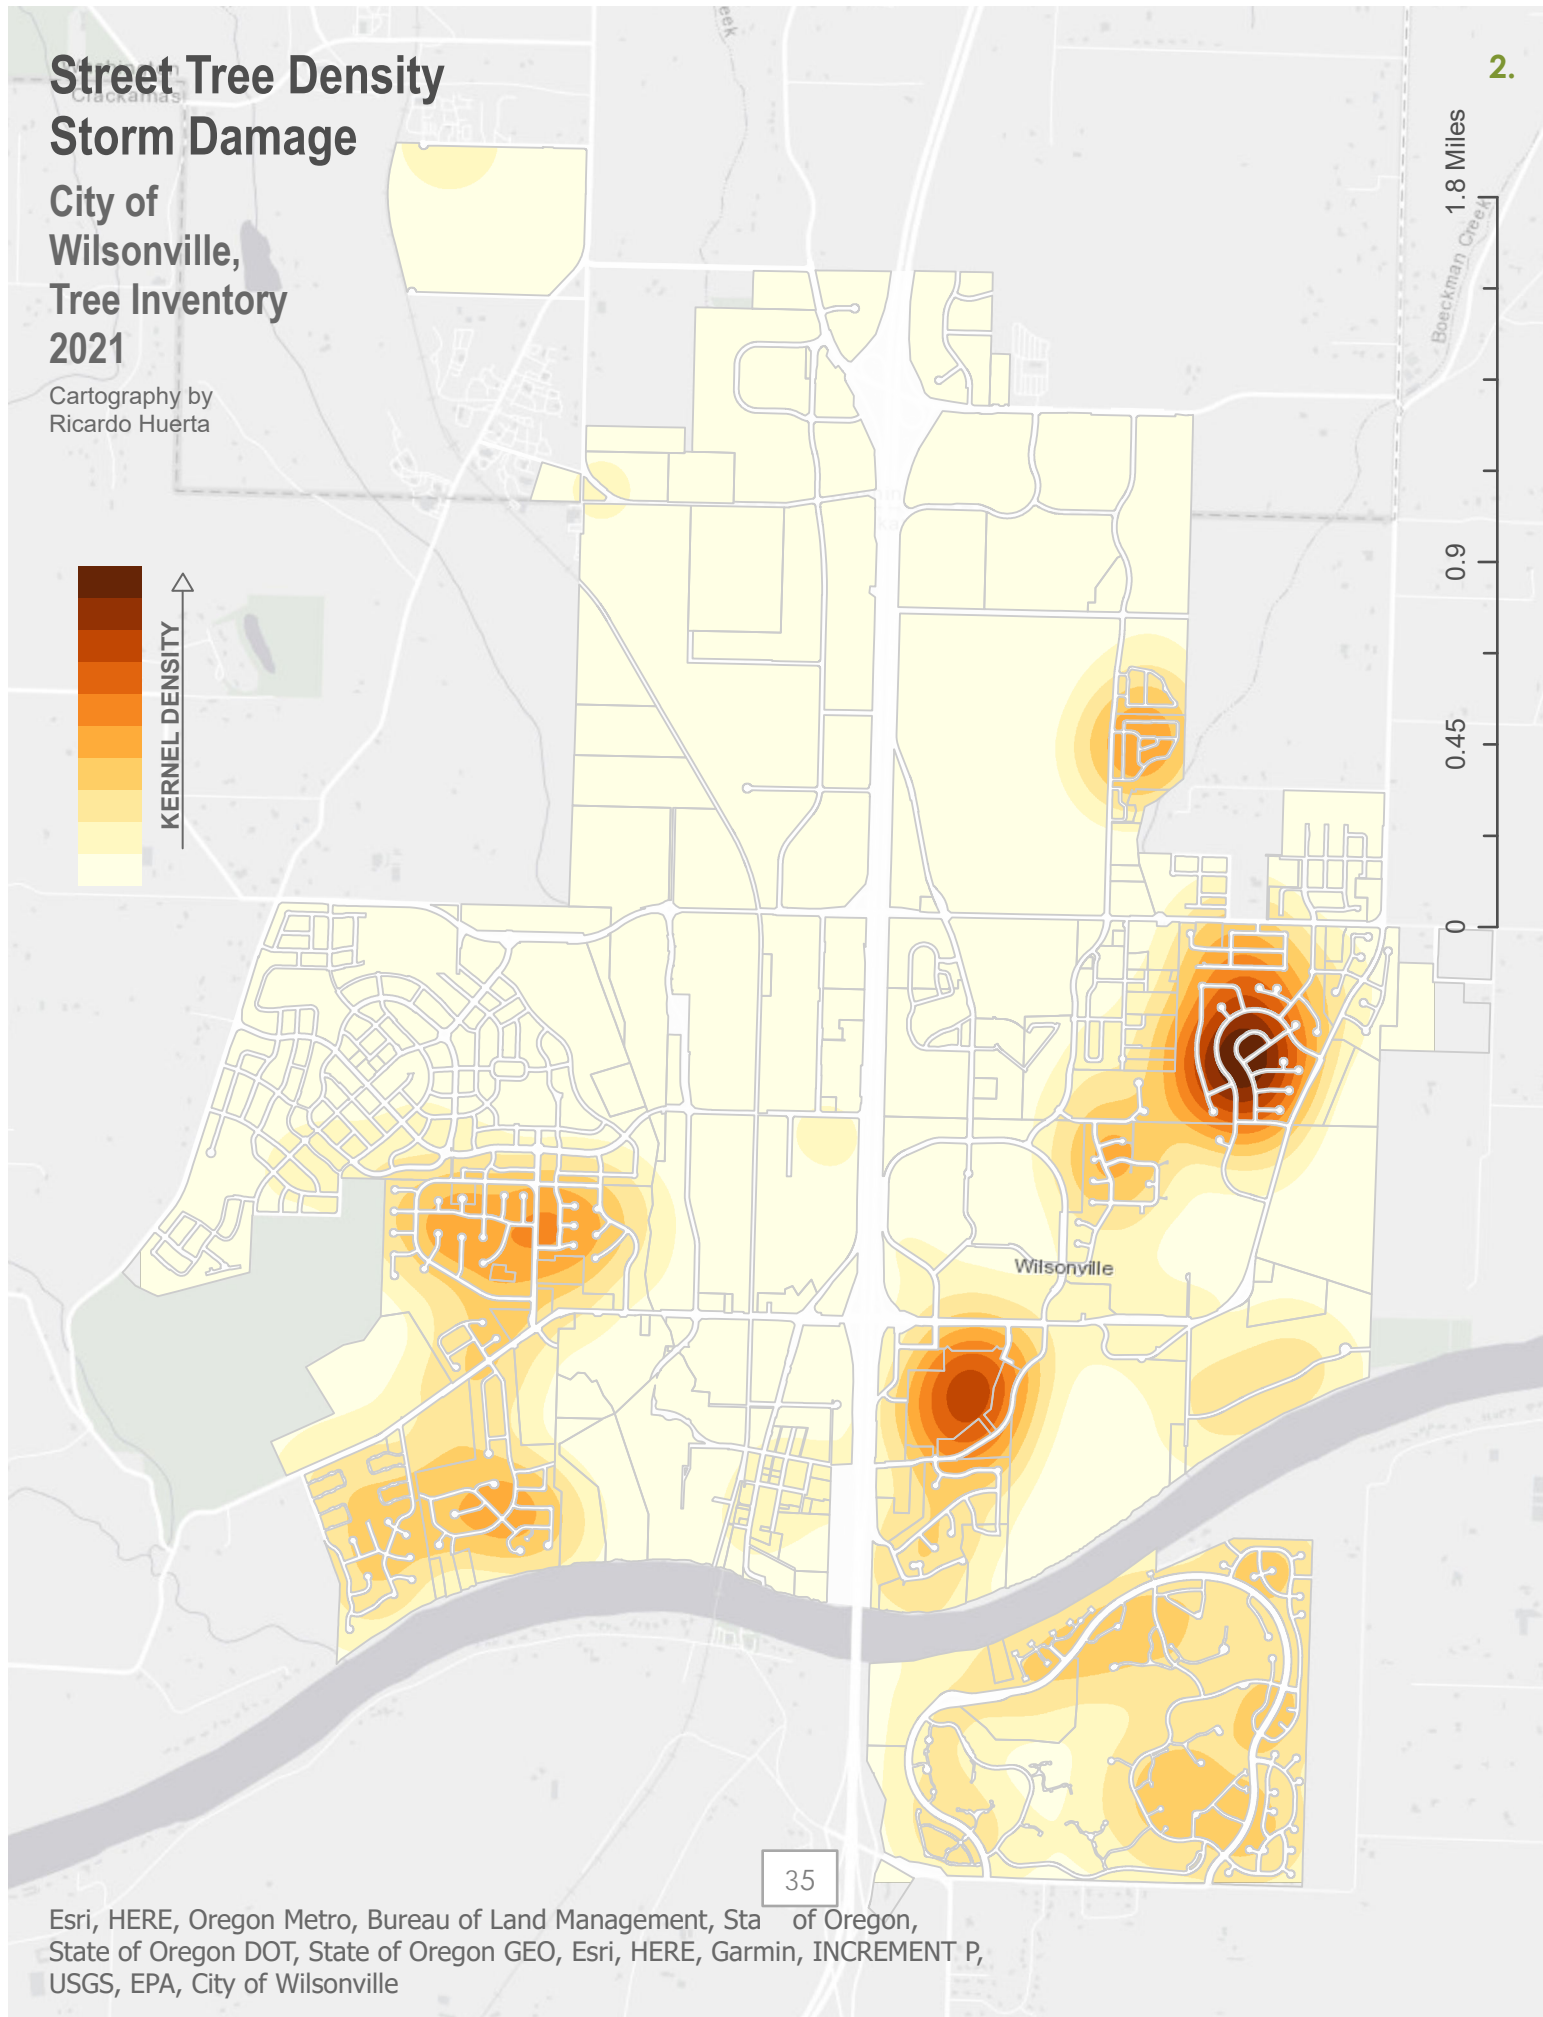 Street Tree Density
Storm Damage
City of
Wilsonville,
Tree Inventory
2021
Cartography by
Ricardo Huerta
Washington
Clackamas
2.
1.8 Miles
0.9
0.45
0
Boeckman Creek
KERNEL DENSITY
Wilsonville
35
Esri, HERE, Oregon Metro, Bureau of Land Management, Sta of Oregon,
State of Oregon DOT, State of Oregon GEO, Esri, HERE, Garmin, INCREMENT P,
USGS, EPA, City of Wilsonville